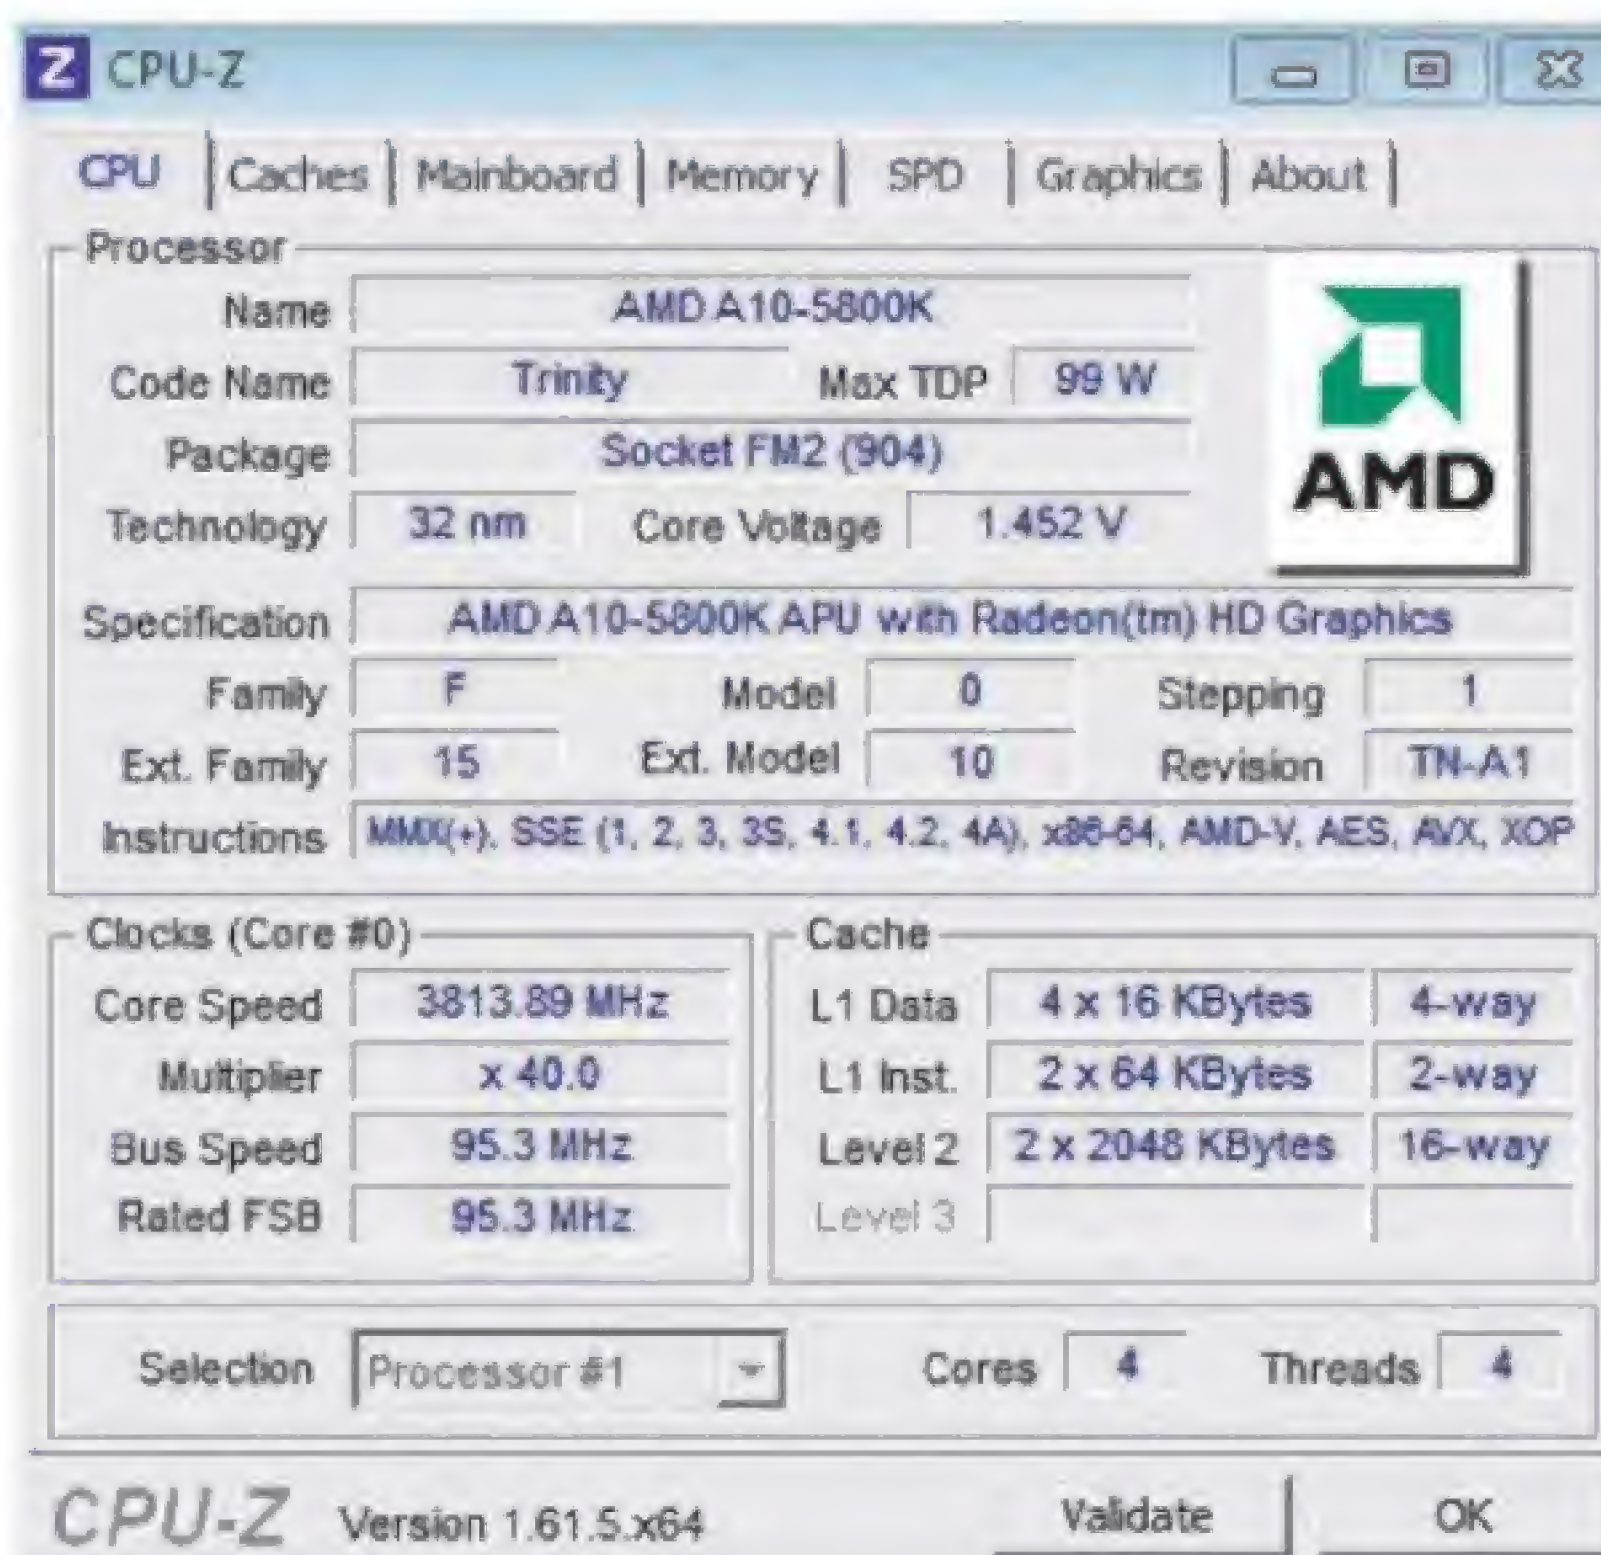 Z CPU-Z
CPU Caches Mainboard Memory SPD Graphics About
Processor
Name AMD A10-5800K
Code Name Trinity Max TDP 99 W
Package Socket FM2 (904)
Technology 32 nm Core Voltage 1.452 V
AMD
Specification AMD A10-5800K APU with Radeon(tm) HD Graphics
Family F Model 0 Stepping 1
Ext. Family 15 Ext. Model 10 Revision TN-A1
Instructions MMX(+), SSE (1, 2, 3, 3S, 4.1, 4.2, 4A), x86-64, AMD-V, AES, AVX, XOP
Clocks (Core #0)
Core Speed 3813.89 MHz
Multiplier x 40.0
Bus Speed 95.3 MHz
Rated FSB 95.3 MHz
Cache
L1 Data 4 x 16 KBytes 4-way
L1 Inst. 2 x 64 KBytes 2-way
Level 2 2 x 2048 KBytes 16-way
Level 3
Selection Processor #1 Cores 4 Threads 4
CPU-Z Version 1.61.5.x64 Validate OK